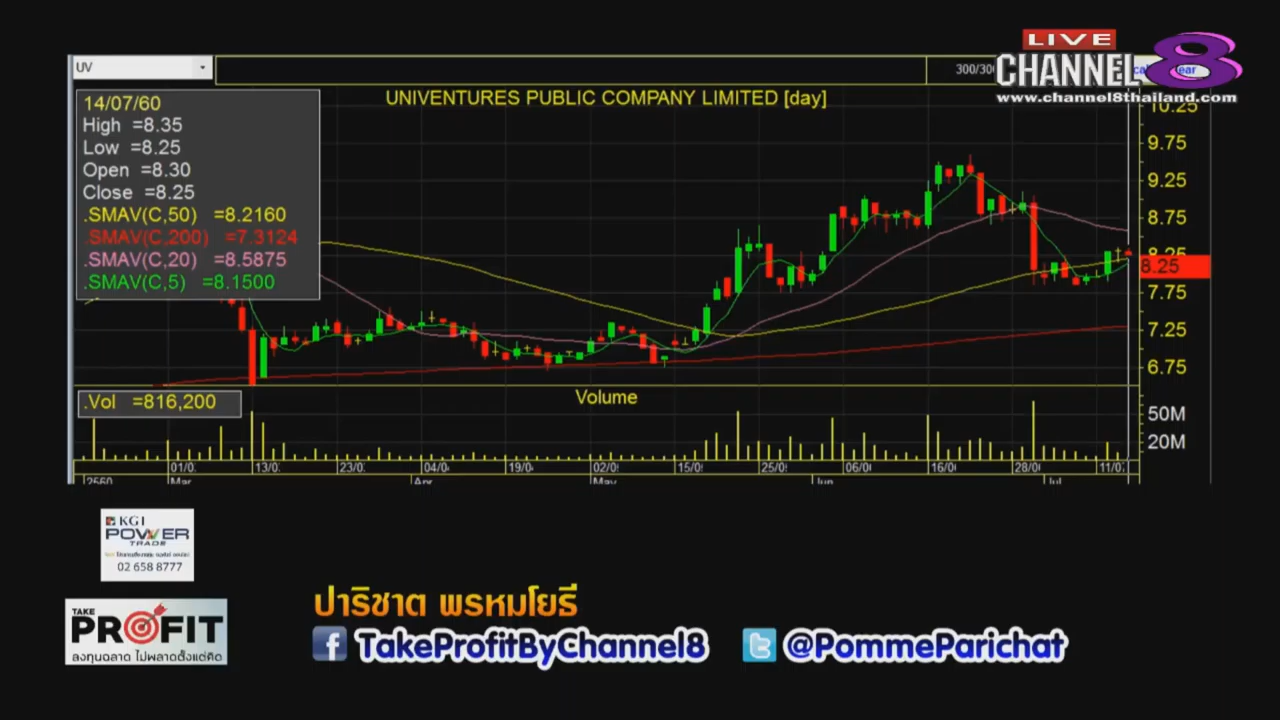 LIVE
CHANNEL 8
www.channel8thailand.com
UV
UNIVENTURES PUBLIC COMPANY LIMITED [day]
14/07/60
High =8.35
Low =8.25
Open =8.30
Close =8.25
.SMAV(C,50) =8.2160
.SMAV(C,200) =7.3124
.SMAV(C,20) =8.5875
.SMAV(C,5) =8.1500
10.25
9.75
9.25
8.75
8.25
8.25
7.75
7.25
6.75
.Vol =816,200
Volume
50M
20M
01/0 13/0 23/0 04/0 19/0 02/0 15/0 25/0 06/0 16/0 28/0 11/0
2560 Mar Apr May Jun Jul
KGI
POWER
TRADE
02 658 8777
TAKE
PROFIT
ลงทุนฉลาด ไม่พลาดตั้งแต่คิด
ปาริชาต พรหมโยธี
f TakeProfitByChannel8 t @PommeParichat